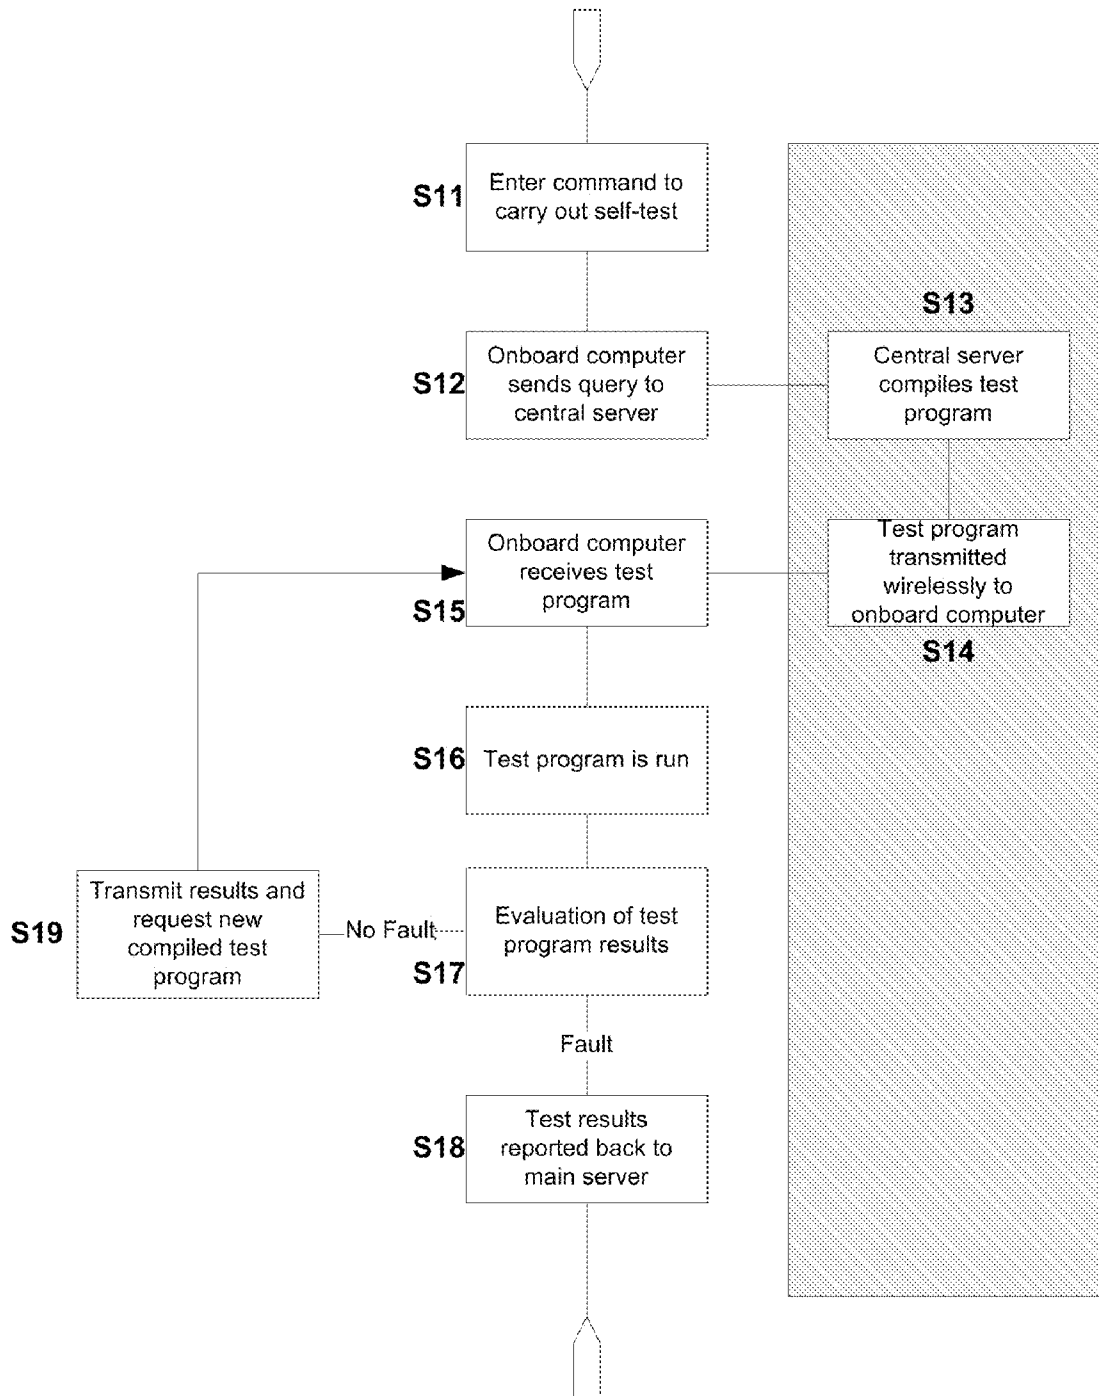 S11
Enter command to
carry out self-test
S12
Onboard computer
sends query to
central server
S13
Central server
compiles test
program
Test program
transmitted
wirelessly to
onboard computer
S14
Onboard computer
receives test
program
S15
S16
Test program is run
S19
Transmit results and
request new
compiled test
program
No Fault
Evaluation of test
program results
S17
Fault
S18
Test results
reported back to
main server